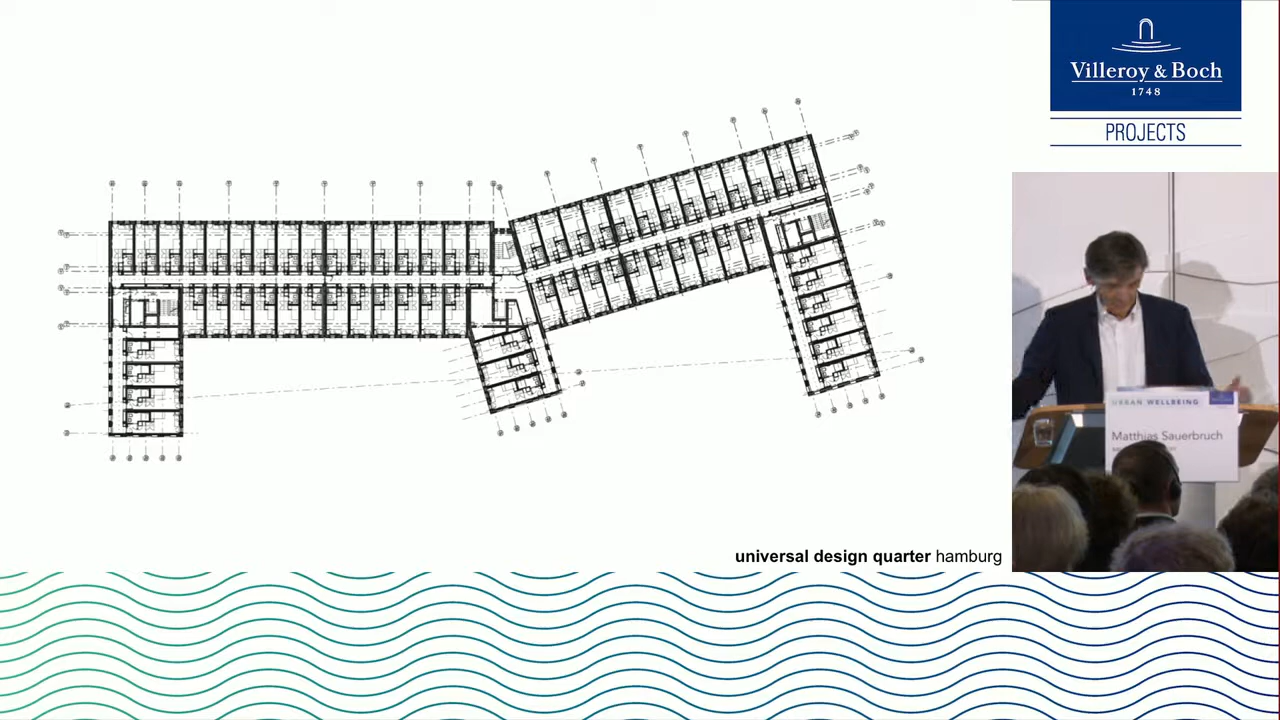 Villeroy & Boch
1748
PROJECTS
URBAN WELLBEING
Matthias Sauerbruch
universal design quarter hamburg